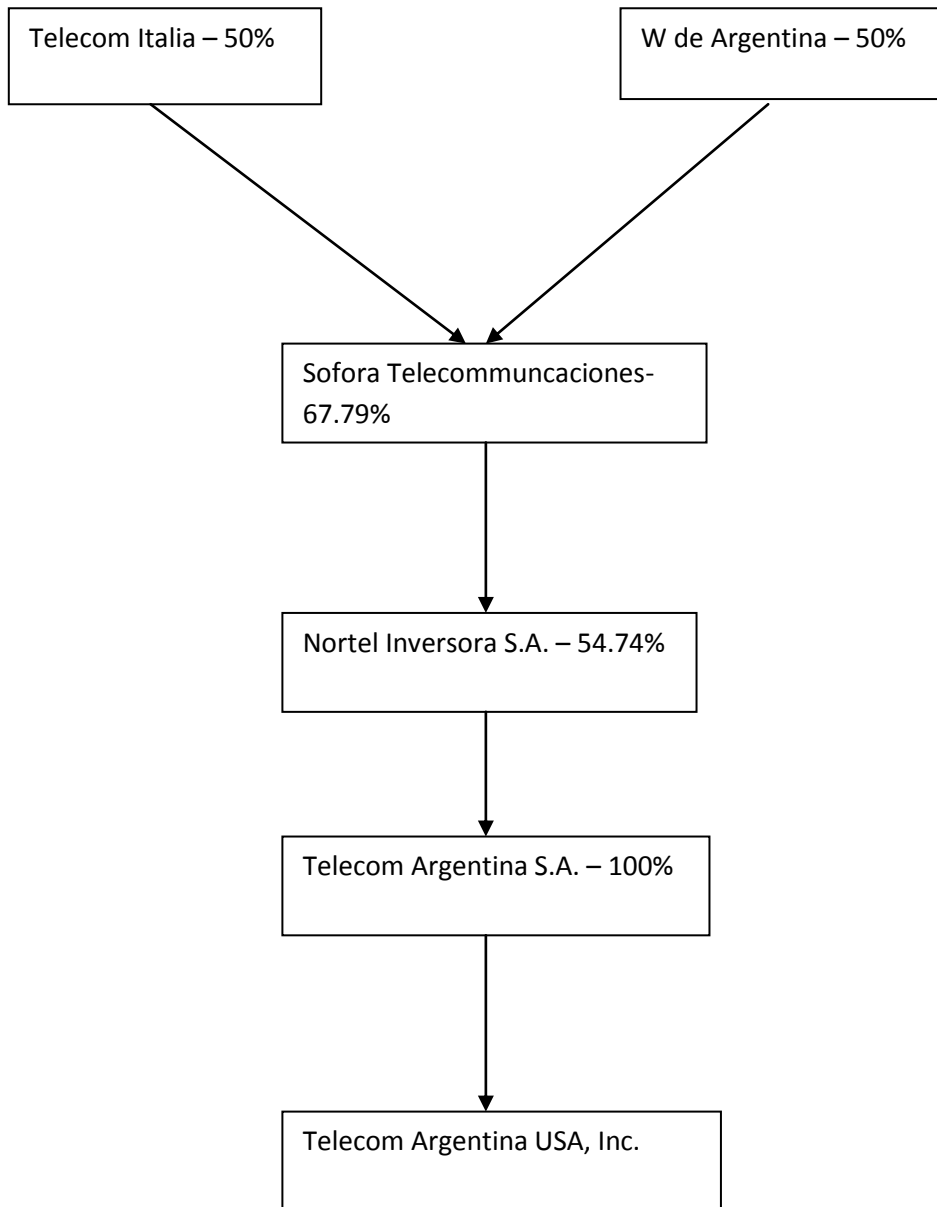 Telecom Italia – 50%
W de Argentina – 50%
Sofora Telecommuncaciones-
67.79%
Nortel Inversora S.A. – 54.74%
Telecom Argentina S.A. – 100%
Telecom Argentina USA, Inc.